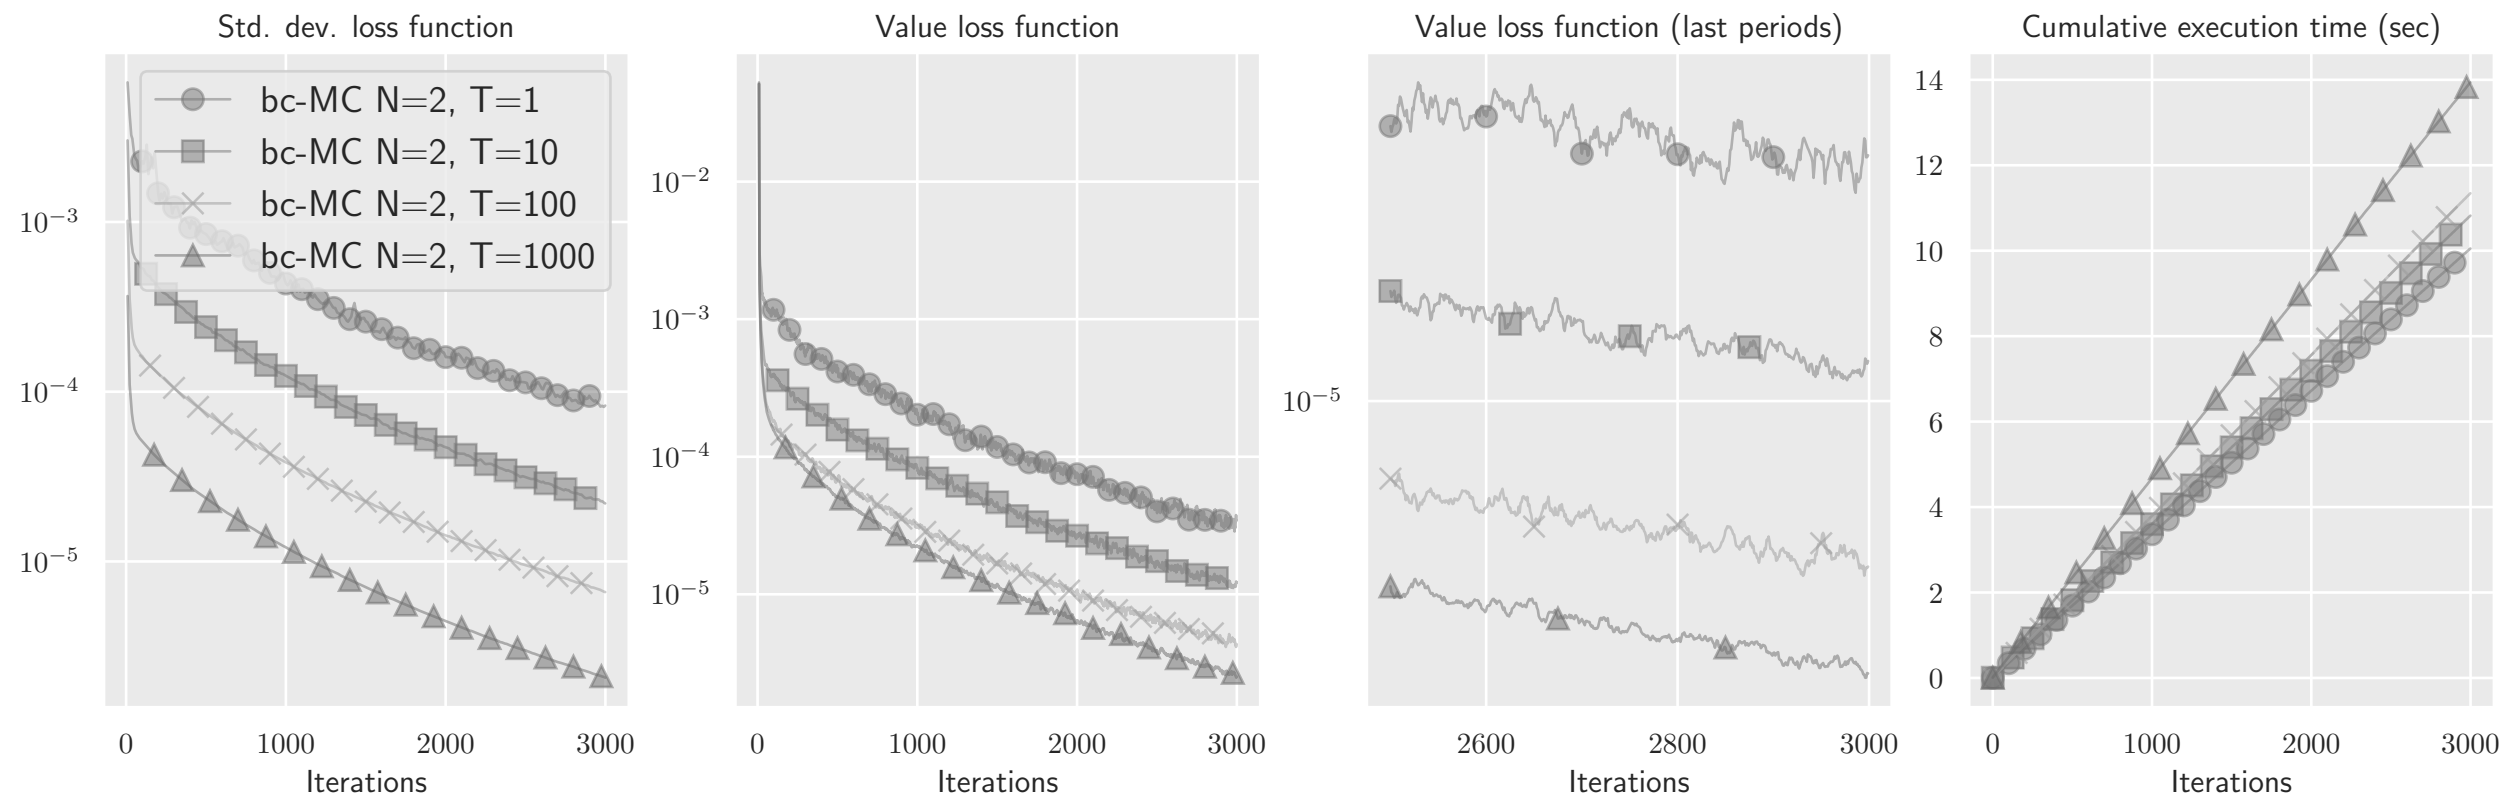 Std. dev. loss function
bc-MC N=2, T=1
bc-MC N=2, T=10
bc-MC N=2, T=100
bc-MC N=2, T=1000
10⁻³
10⁻⁴
10⁻⁵
0 1000 2000 3000
Iterations
Value loss function
10⁻²
10⁻³
10⁻⁴
10⁻⁵
0 1000 2000 3000
Iterations
Value loss function (last periods)
10⁻⁵
2600 2800 3000
Iterations
Cumulative execution time (sec)
14
12
10
8
6
4
2
0
0 1000 2000 3000
Iterations